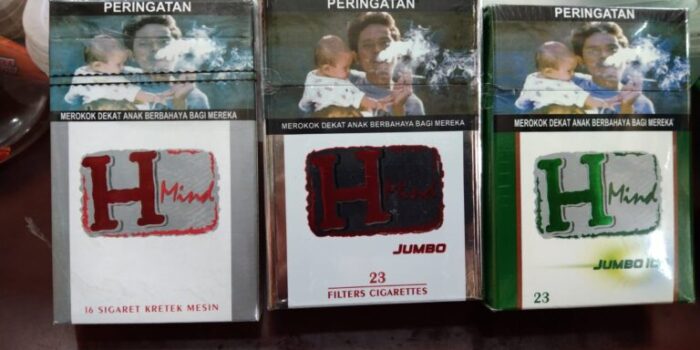 PERINGATAN
MEROKOK DEKAT ANAK BERBAHAYA BAGI MEREKA
H
Mind
16 SIGARET KRETEK MESIN
PERINGATAN
MEROKOK DEKAT ANAK BERBAHAYA BAGI MEREKA
H
Mind
JUMBO
23
FILTERS CIGARETTES
PERINGATAN
MEROKOK DEKAT ANAK BERBAHAYA BAGI MEREKA
H
Mind
JUMBO
23